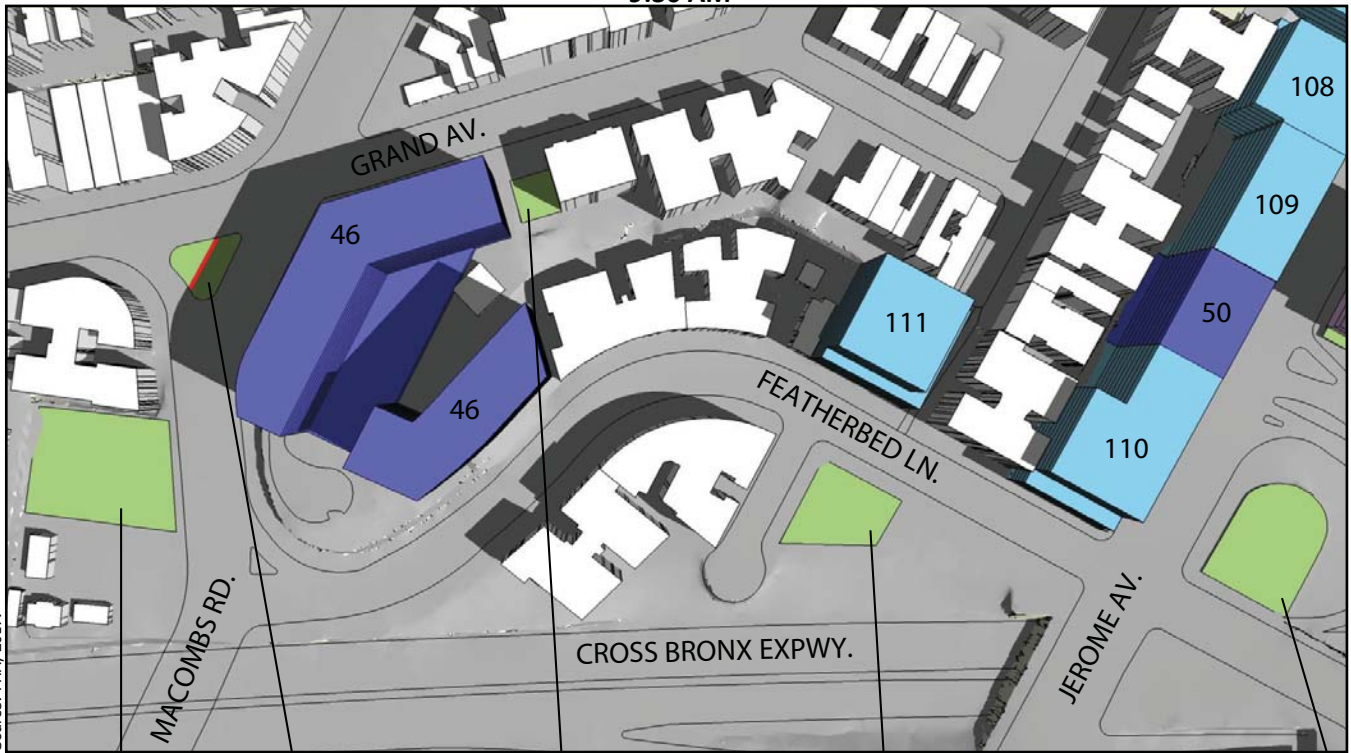 GRAND AV.
108
46
109
50
111
46
FEATHERBED LN.
110
MACOMBS RD.
CROSS BRONX EXPWY.
JEROME AV.